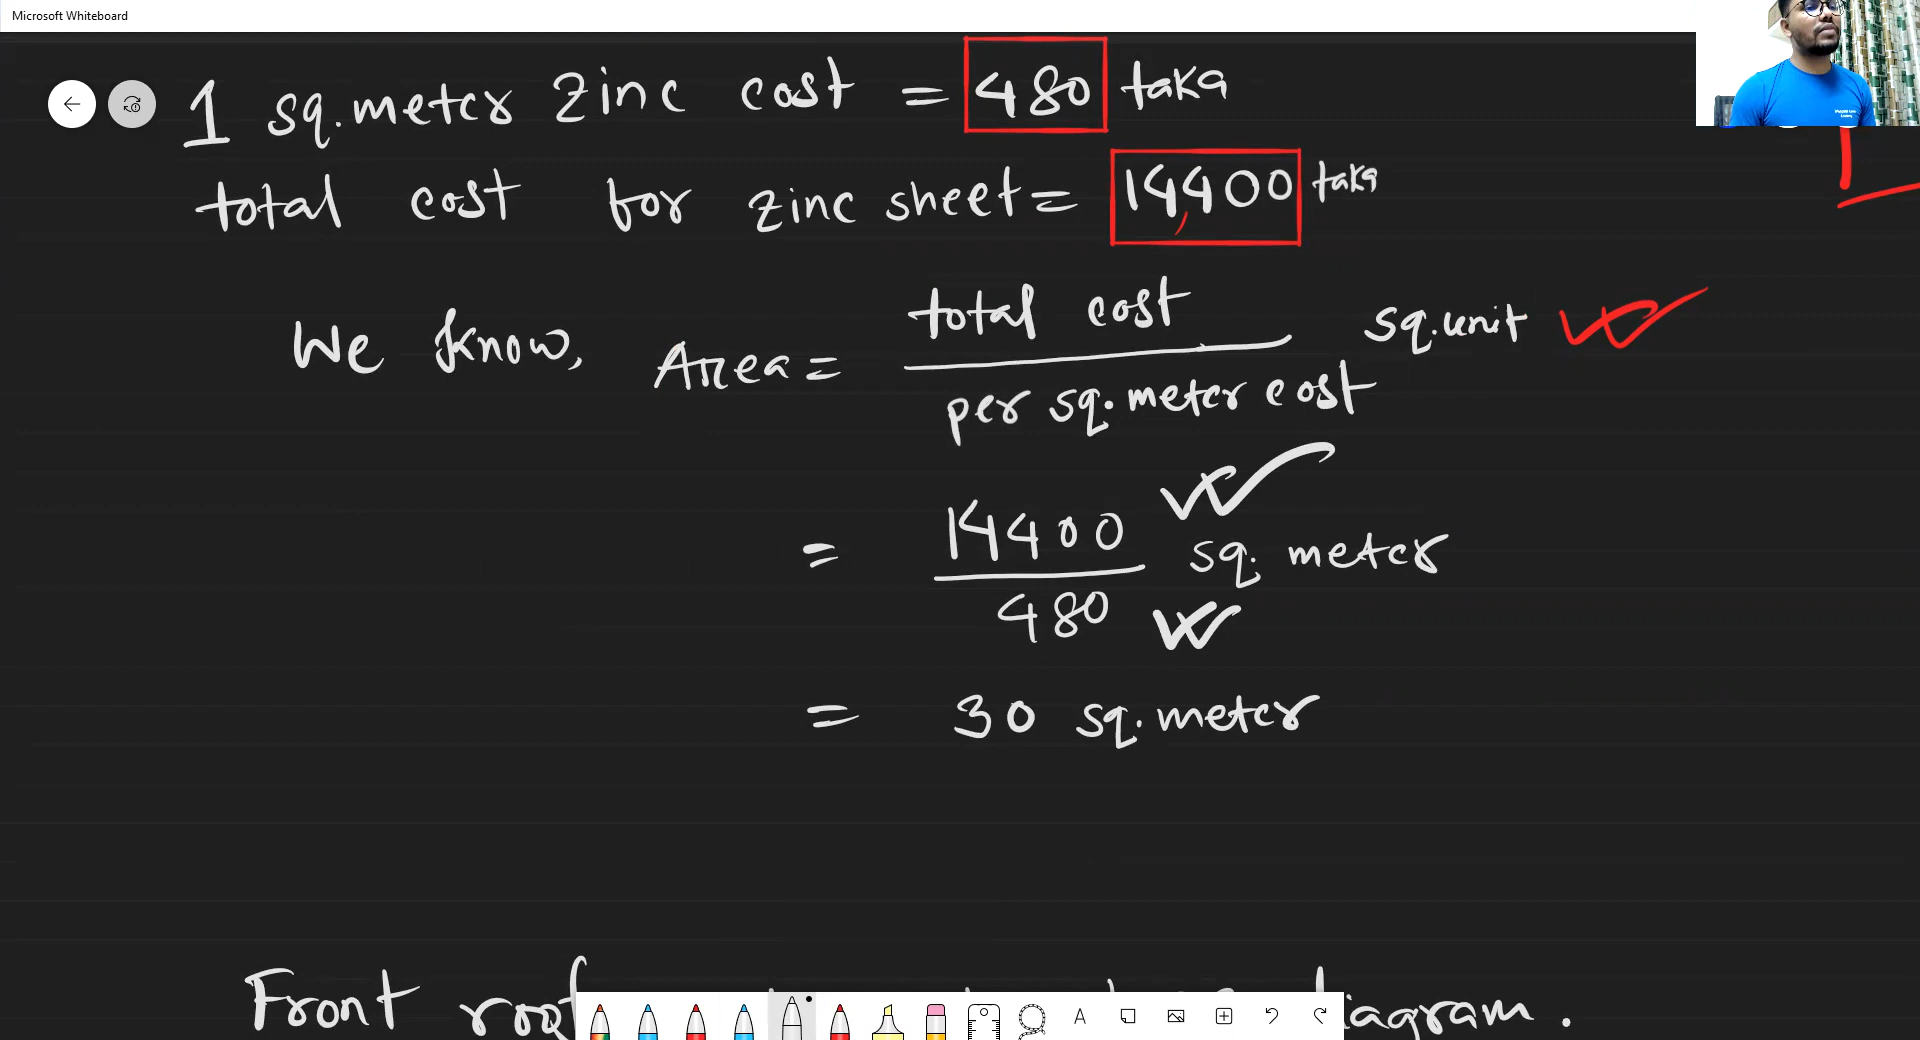 Microsoft Whiteboard
1 sq.meter zinc cost = 480 taka
total cost for zinc sheet = 14,400 taka
We know, Area = total cost / per sq.meter cost sq.unit
= 14400 / 480 sq. meter
= 30 sq.meter
Front roof diagram.
A